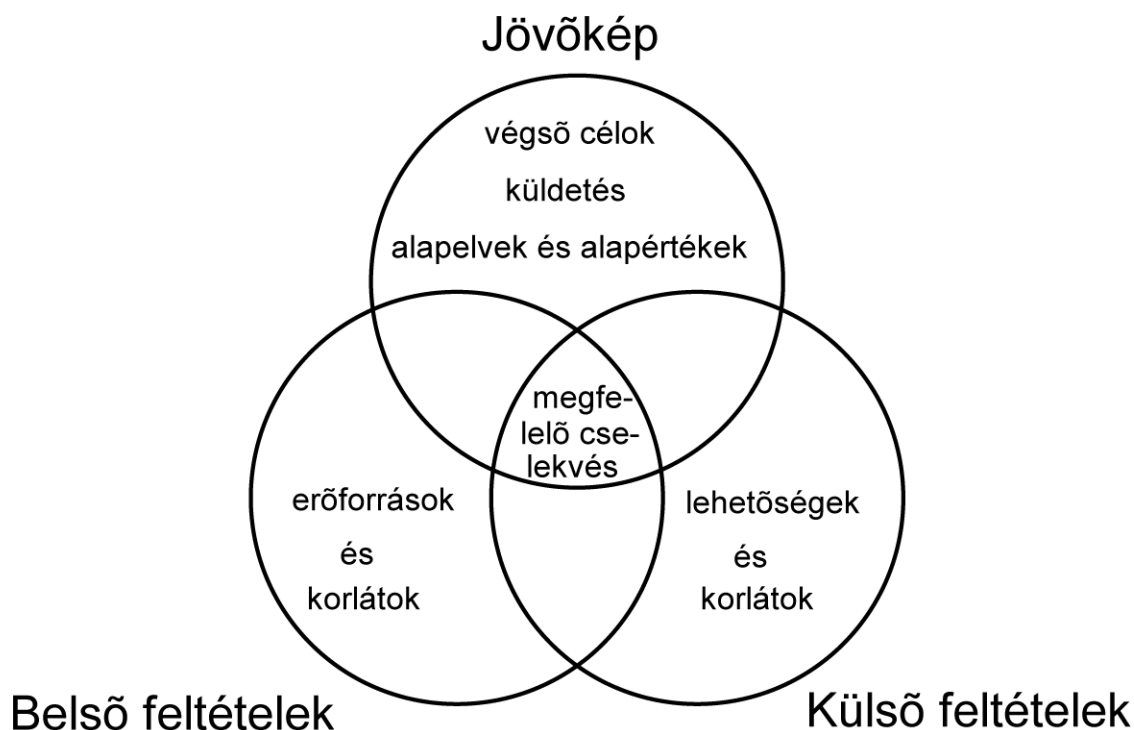 Jövõkép
végsõ célok
küldetés
alapelvek és alapértékek
megfe-
lelõ cse-
lekvés
erõforrások
és
korlátok
lehetõségek
és
korlátok
Belsõ feltételek
Külsõ feltételek